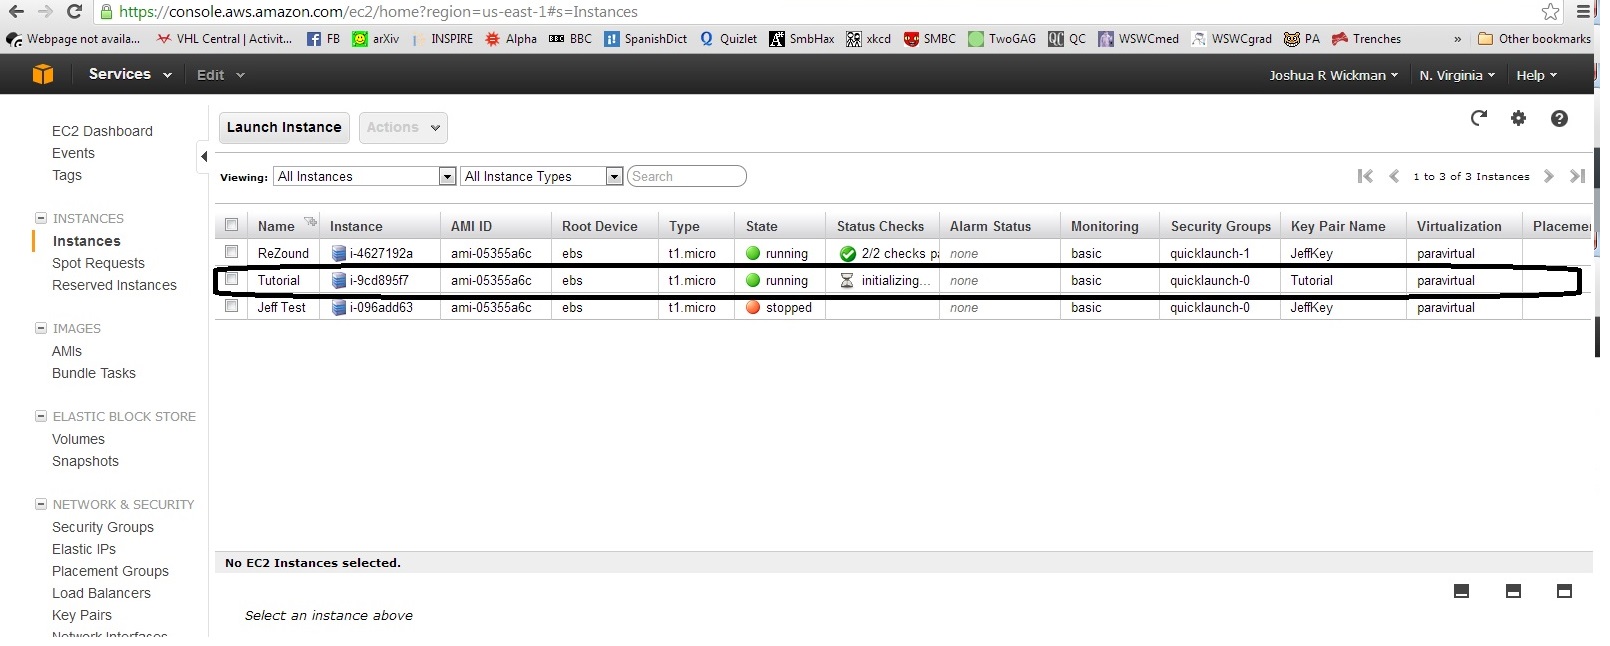 https://console.aws.amazon.com/ec2/home?region=us-east-1#s=Instances
Webpage not availa... VHL Central | Activit... FB arXiv INSPIRE Alpha BBC BBC SpanishDict Quizlet SmbHax xkcd SMBC TwoGAG QC QC WSWCmed WSWCgrad PA Trenches » Other bookmarks
Services Edit Joshua R Wickman N. Virginia Help
EC2 Dashboard
Events
Tags
INSTANCES
Instances
Spot Requests
Reserved Instances
IMAGES
AMIs
Bundle Tasks
ELASTIC BLOCK STORE
Volumes
Snapshots
NETWORK & SECURITY
Security Groups
Elastic IPs
Placement Groups
Load Balancers
Key Pairs
Network Interfaces
Launch Instance Actions
Viewing: All Instances All Instance Types Search 1 to 3 of 3 Instances
Name Instance AMI ID Root Device Type State Status Checks Alarm Status Monitoring Security Groups Key Pair Name Virtualization Placemen
ReZound i-4627192a ami-05355a6c ebs t1.micro running 2/2 checks pa none basic quicklaunch-1 JeffKey paravirtual
Tutorial i-9cd895f7 ami-05355a6c ebs t1.micro running initializing... none basic quicklaunch-0 Tutorial paravirtual
Jeff Test i-096add63 ami-05355a6c ebs t1.micro stopped none basic quicklaunch-0 JeffKey paravirtual
No EC2 Instances selected.
Select an instance above